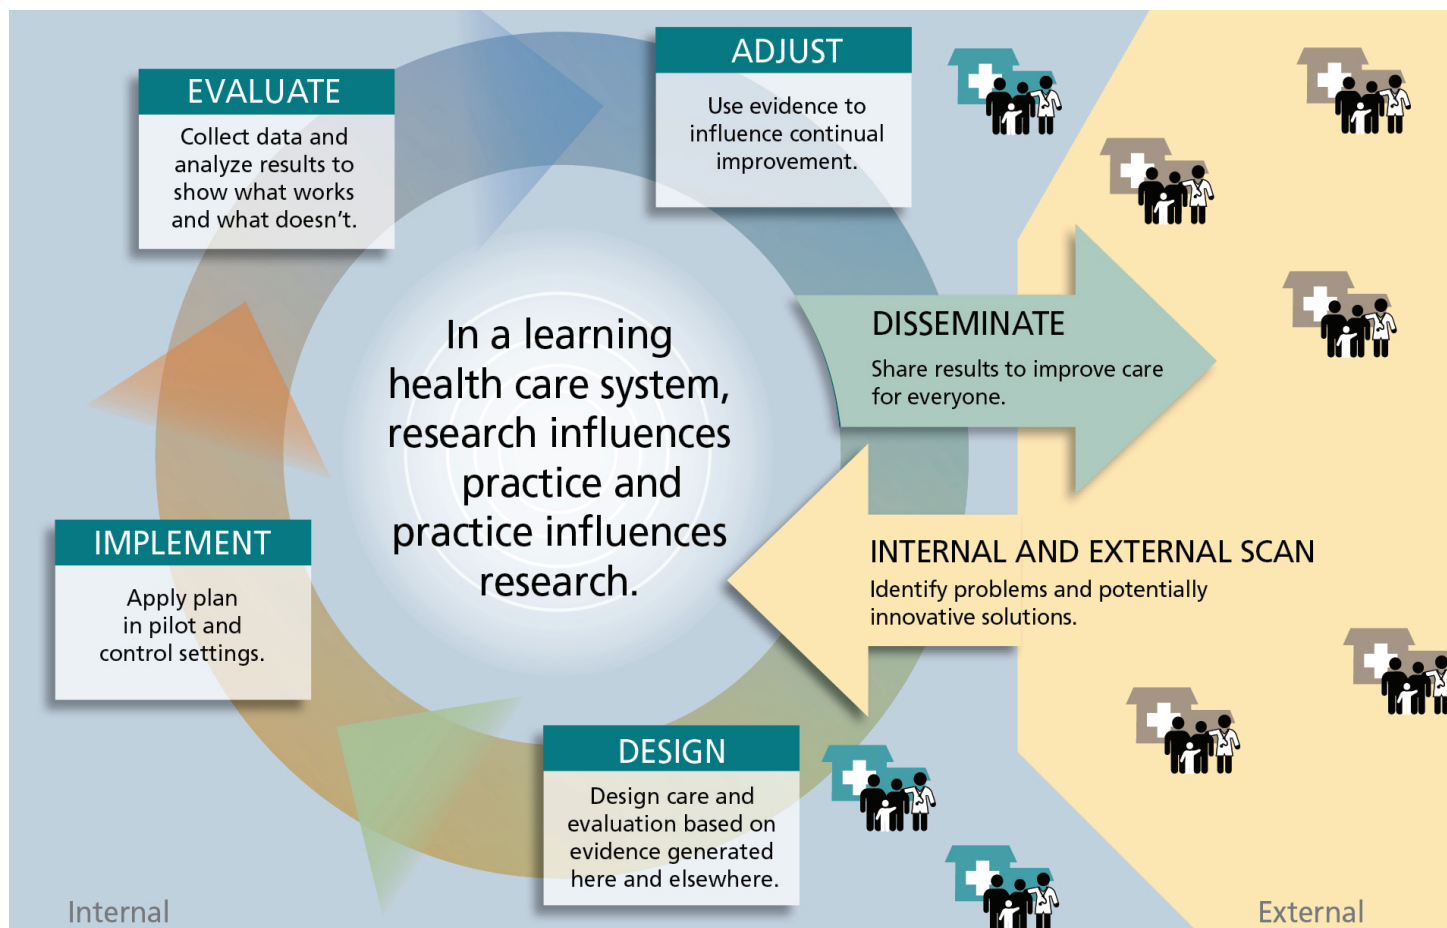 EVALUATE
Collect data and
analyze results to
show what works
and what doesn't.
ADJUST
Use evidence to
influence continual
improvement.
In a learning
health care system,
research influences
practice and
practice influences
research.
DISSEMINATE
Share results to improve care
for everyone.
INTERNAL AND EXTERNAL SCAN
Identify problems and potentially
innovative solutions.
IMPLEMENT
Apply plan
in pilot and
control settings.
DESIGN
Design care and
evaluation based on
evidence generated
here and elsewhere.
Internal
External